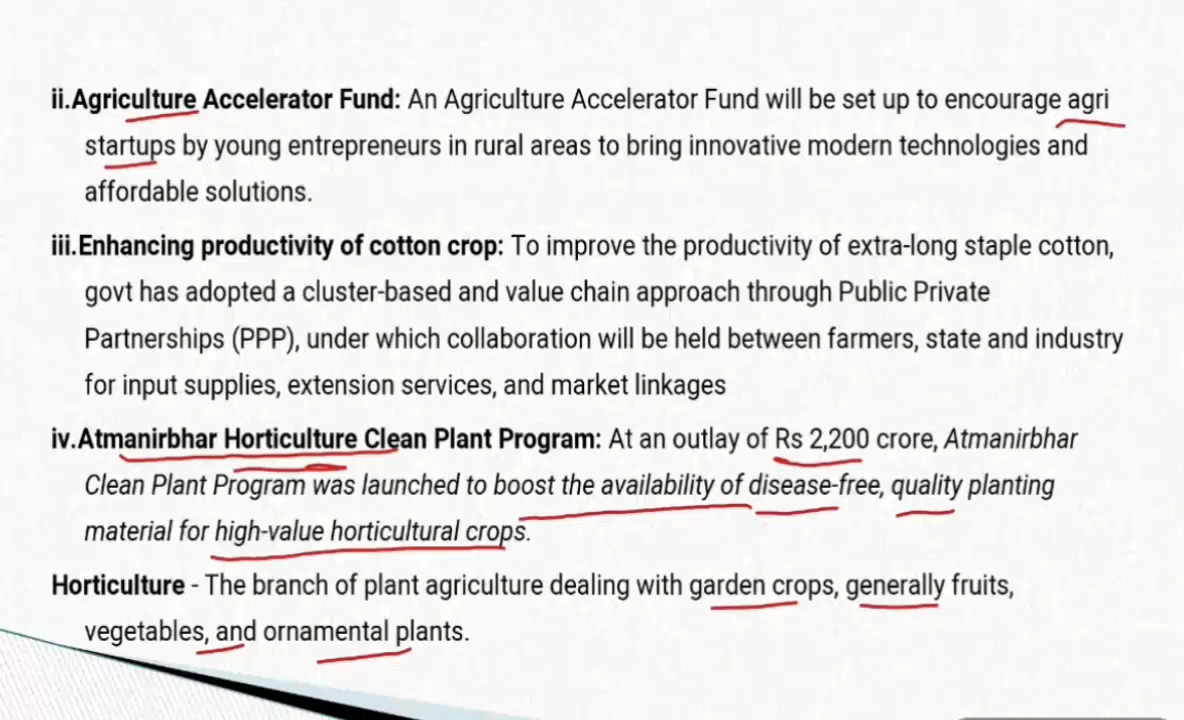 ii.Agriculture Accelerator Fund: An Agriculture Accelerator Fund will be set up to encourage agri
startups by young entrepreneurs in rural areas to bring innovative modern technologies and
affordable solutions.
iii.Enhancing productivity of cotton crop: To improve the productivity of extra-long staple cotton,
govt has adopted a cluster-based and value chain approach through Public Private
Partnerships (PPP), under which collaboration will be held between farmers, state and industry
for input supplies, extension services, and market linkages
iv.Atmanirbhar Horticulture Clean Plant Program: At an outlay of Rs 2,200 crore, Atmanirbhar
Clean Plant Program was launched to boost the availability of disease-free, quality planting
material for high-value horticultural crops.
Horticulture - The branch of plant agriculture dealing with garden crops, generally fruits,
vegetables, and ornamental plants.